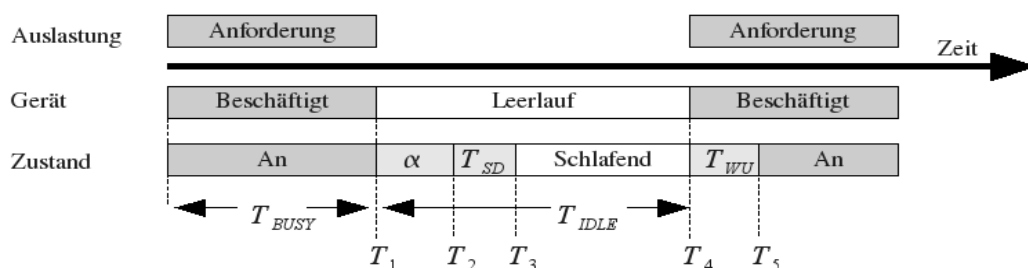 Auslastung Anforderung Anforderung
Zeit
Gerät Beschäftigt Leerlauf Beschäftigt
Zustand An α T_SD Schlafend T_WU An
T_BUSY T_IDLE
T_1 T_2 T_3 T_4 T_5